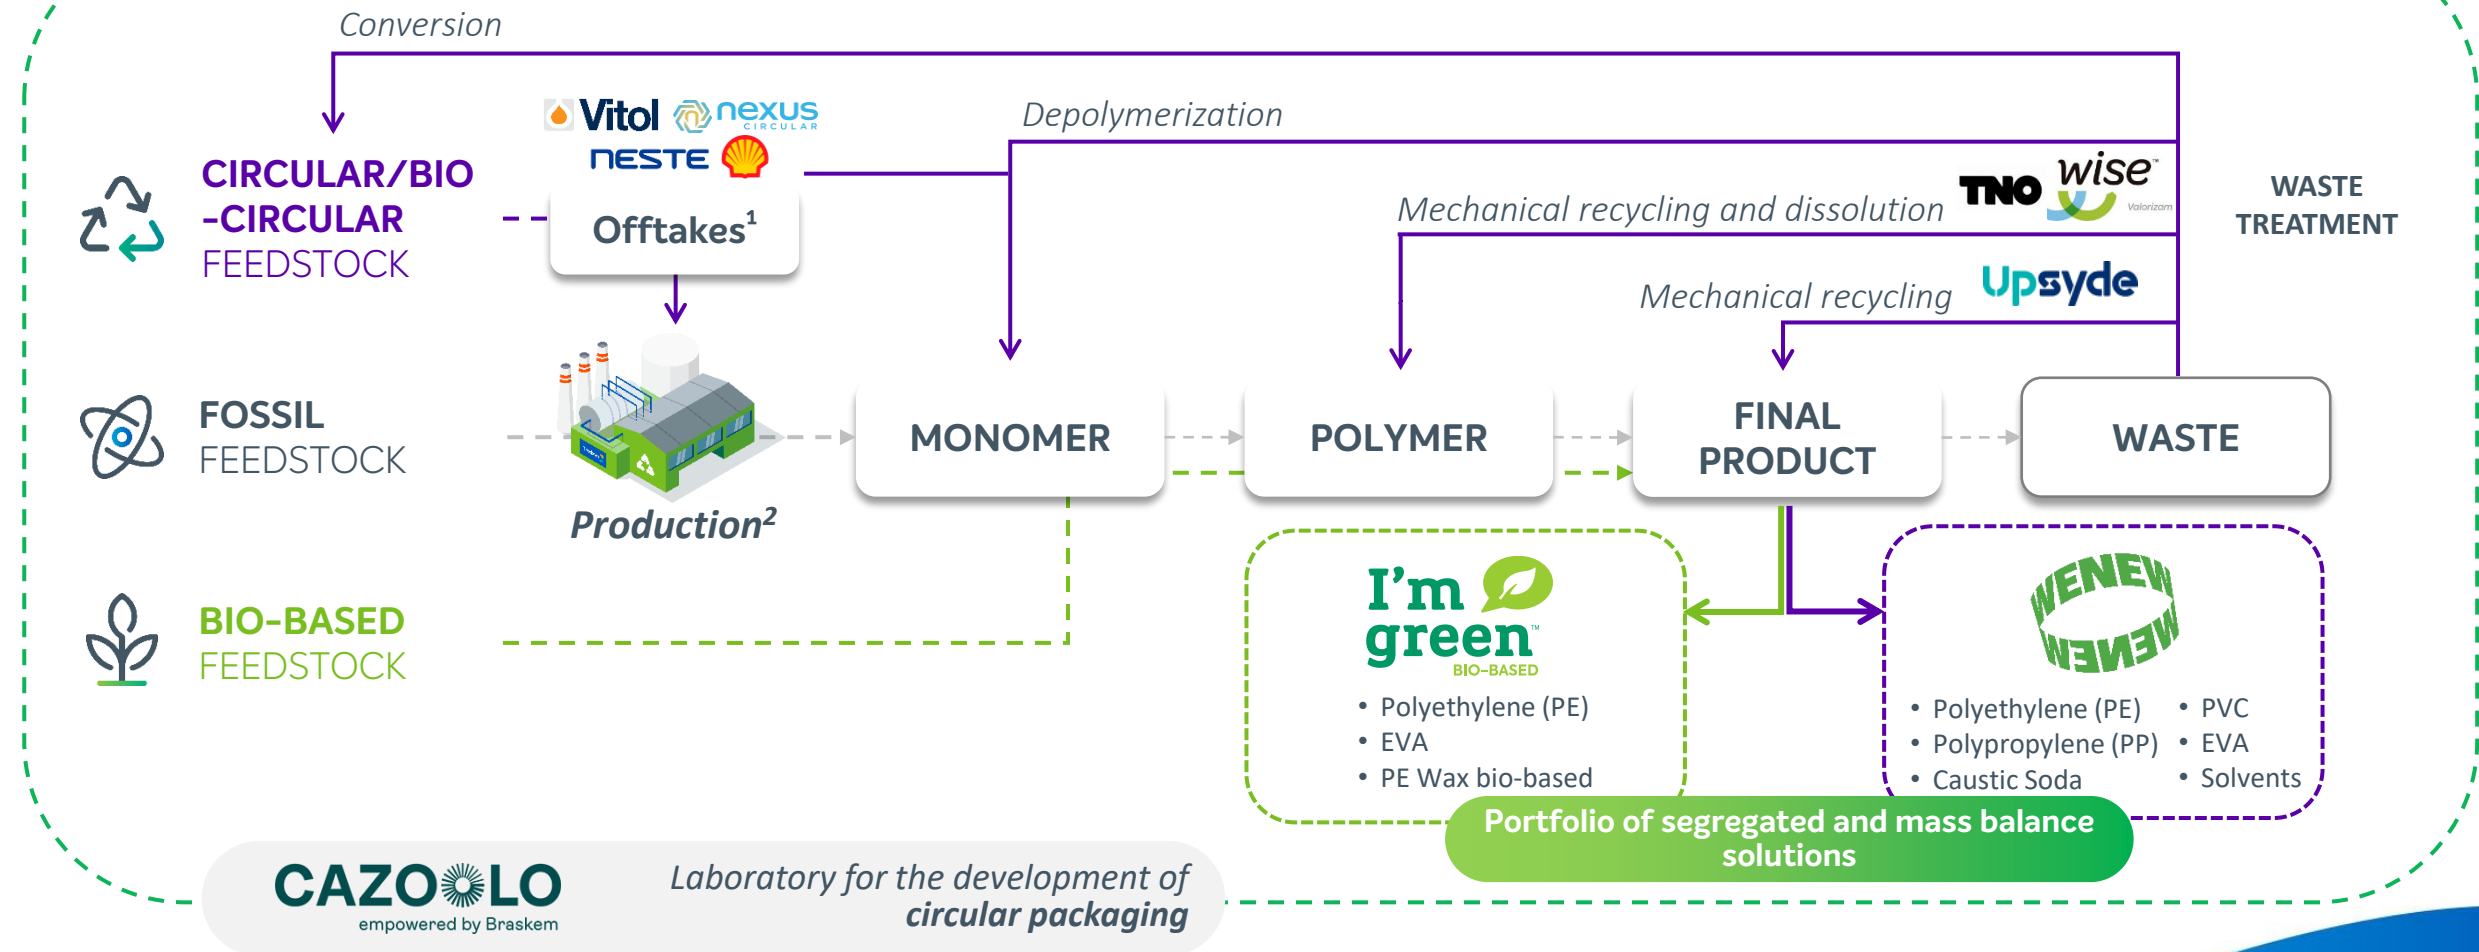 Conversion
Vitol
nexus
CIRCULAR
NESTE
Depolymerization
CIRCULAR/BIO
-CIRCULAR
FEEDSTOCK
Offtakes¹
Mechanical recycling and dissolution
TNO
wise™
Valorizam
WASTE
TREATMENT
Mechanical recycling
Upsyde
FOSSIL
FEEDSTOCK
Production²
MONOMER
POLYMER
FINAL
PRODUCT
WASTE
BIO-BASED
FEEDSTOCK
I'm
green™
BIO-BASED
• Polyethylene (PE)
• EVA
• PE Wax bio-based
WENEW
WENEW
• Polyethylene (PE)
• Polypropylene (PP)
• Caustic Soda
• PVC
• EVA
• Solvents
Portfolio of segregated and mass balance
solutions
CAZOOLO
empowered by Braskem
Laboratory for the development of
circular packaging